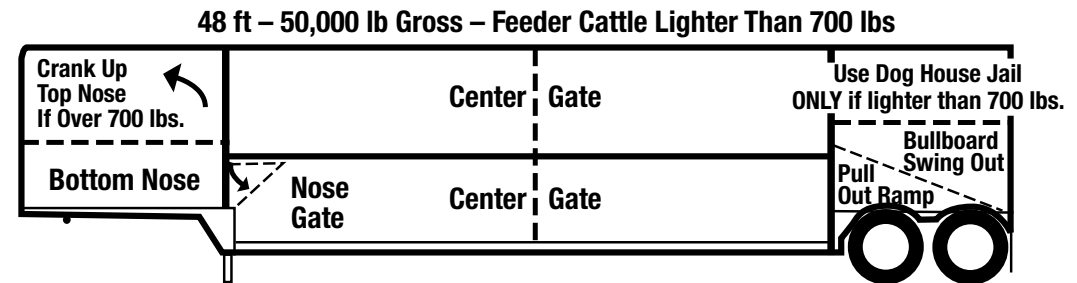 48 ft – 50,000 lb Gross – Feeder Cattle Lighter Than 700 lbs
Crank Up
Top Nose
If Over 700 lbs.
Center Gate
Use Dog House Jail
ONLY if lighter than 700 lbs.
Bottom Nose
Nose
Gate
Center Gate
Bullboard
Swing Out
Pull
Out Ramp